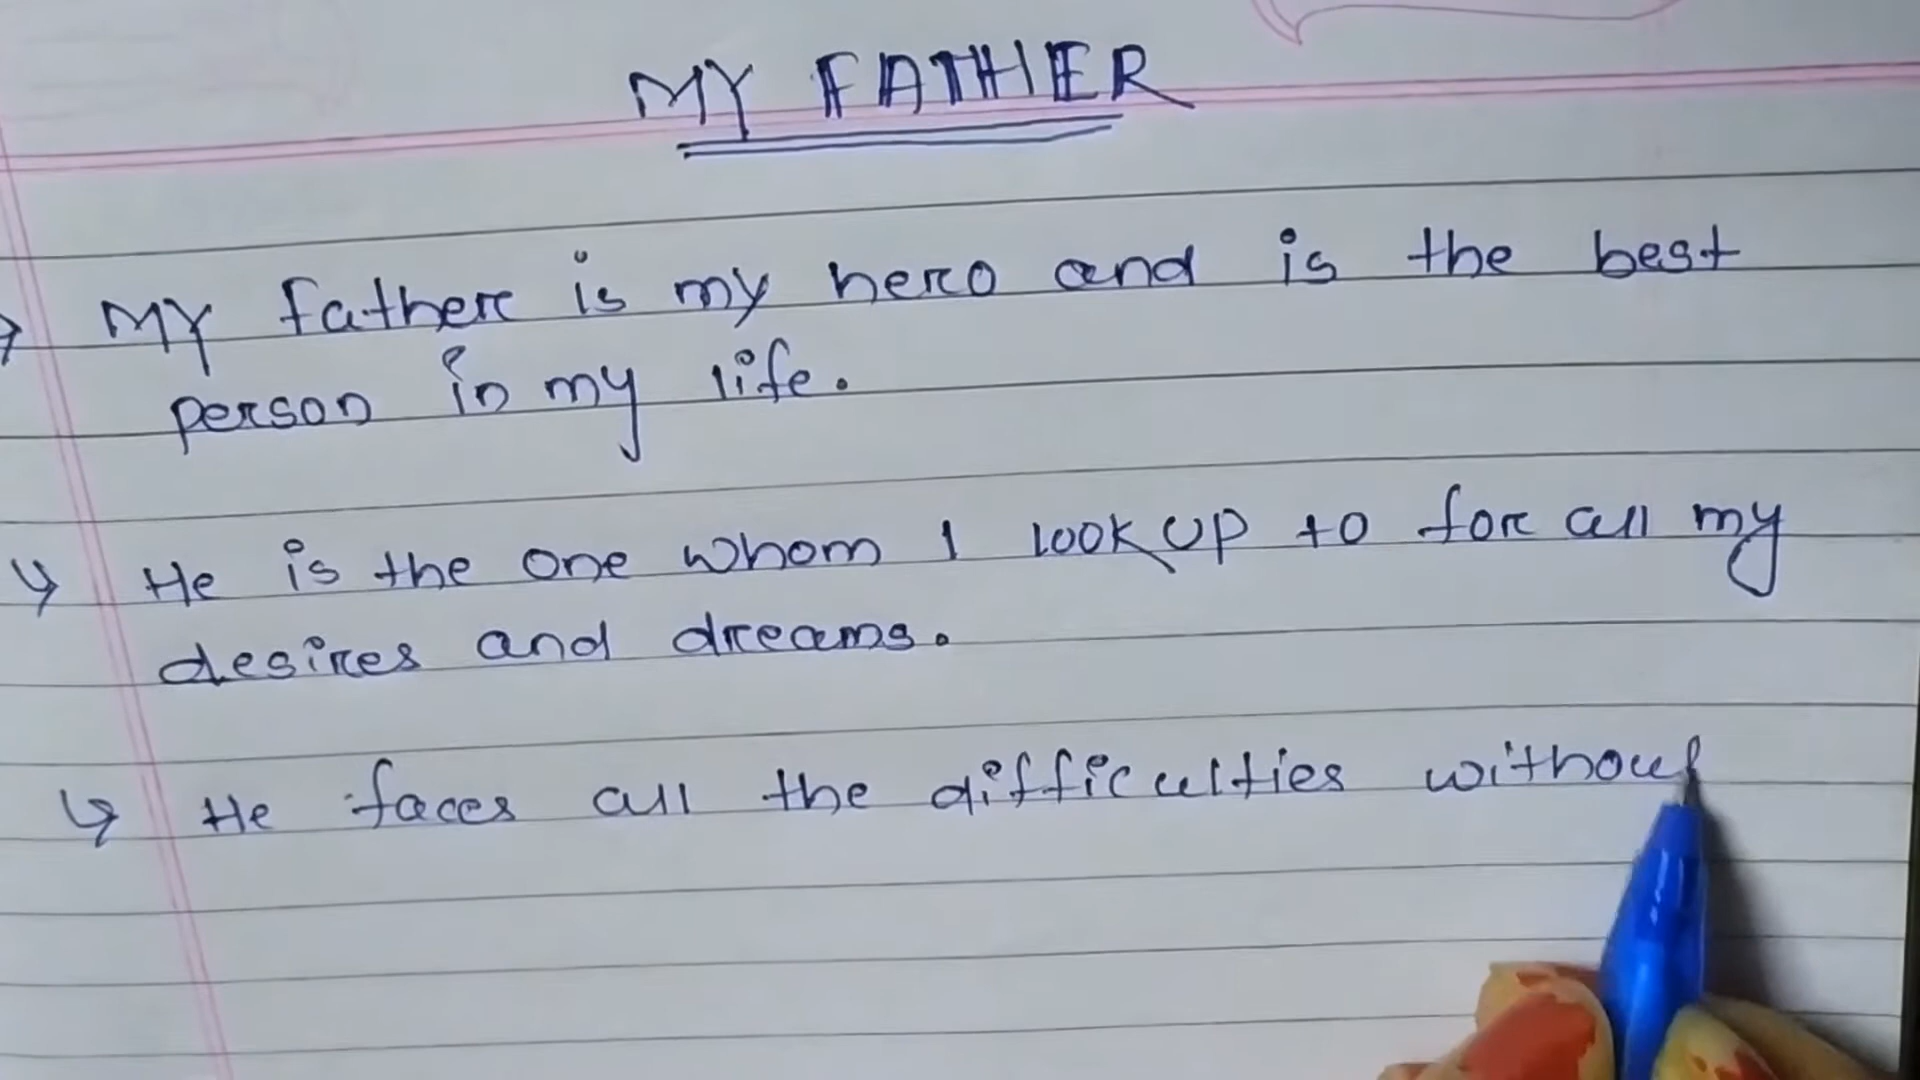 MY FATHER
My father is my hero and is the best
person in my life.
He is the one whom I look up to for all my
desires and dreams.
He faces all the difficulties without